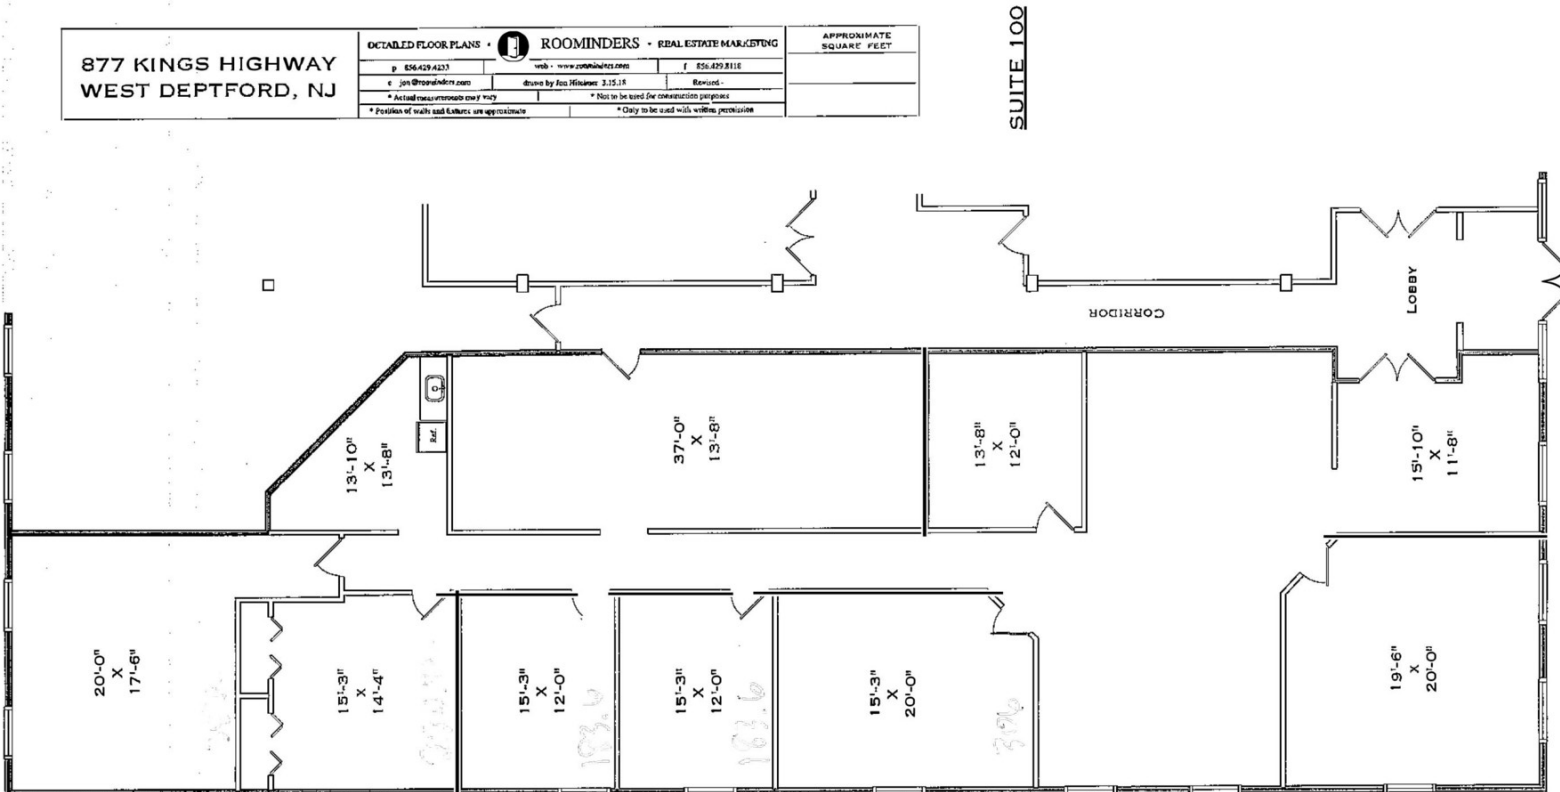 877 KINGS HIGHWAY
WEST DEPTFORD, NJ
DETAILED FLOOR PLANS • ROOMINDERS • REAL ESTATE MARKETING
p 856.429.4233
web - www.roominders.com
f 856.429.8118
e jon@roominders.com
drawn by Jon 3.15.18
Revised -
* Actual measurements may vary
* Not to be used for construction purposes
* Position of walls and fixtures are approximate
* Only to be used with written permission
APPROXIMATE
SQUARE FEET
SUITE 100
LOBBY
CORRIDOR
Ref.
13'-10"
X
13'-8"
37'-0"
X
13'-8"
13'-8"
X
12'-0"
15'-10"
X
11'-8"
20'-0"
X
17'-6"
15'-3"
X
14'-4"
15'-3"
X
12'-0"
183.6
15'-3"
X
12'-0"
183.6
15'-3"
X
20'-0"
19'-6"
X
20'-0"